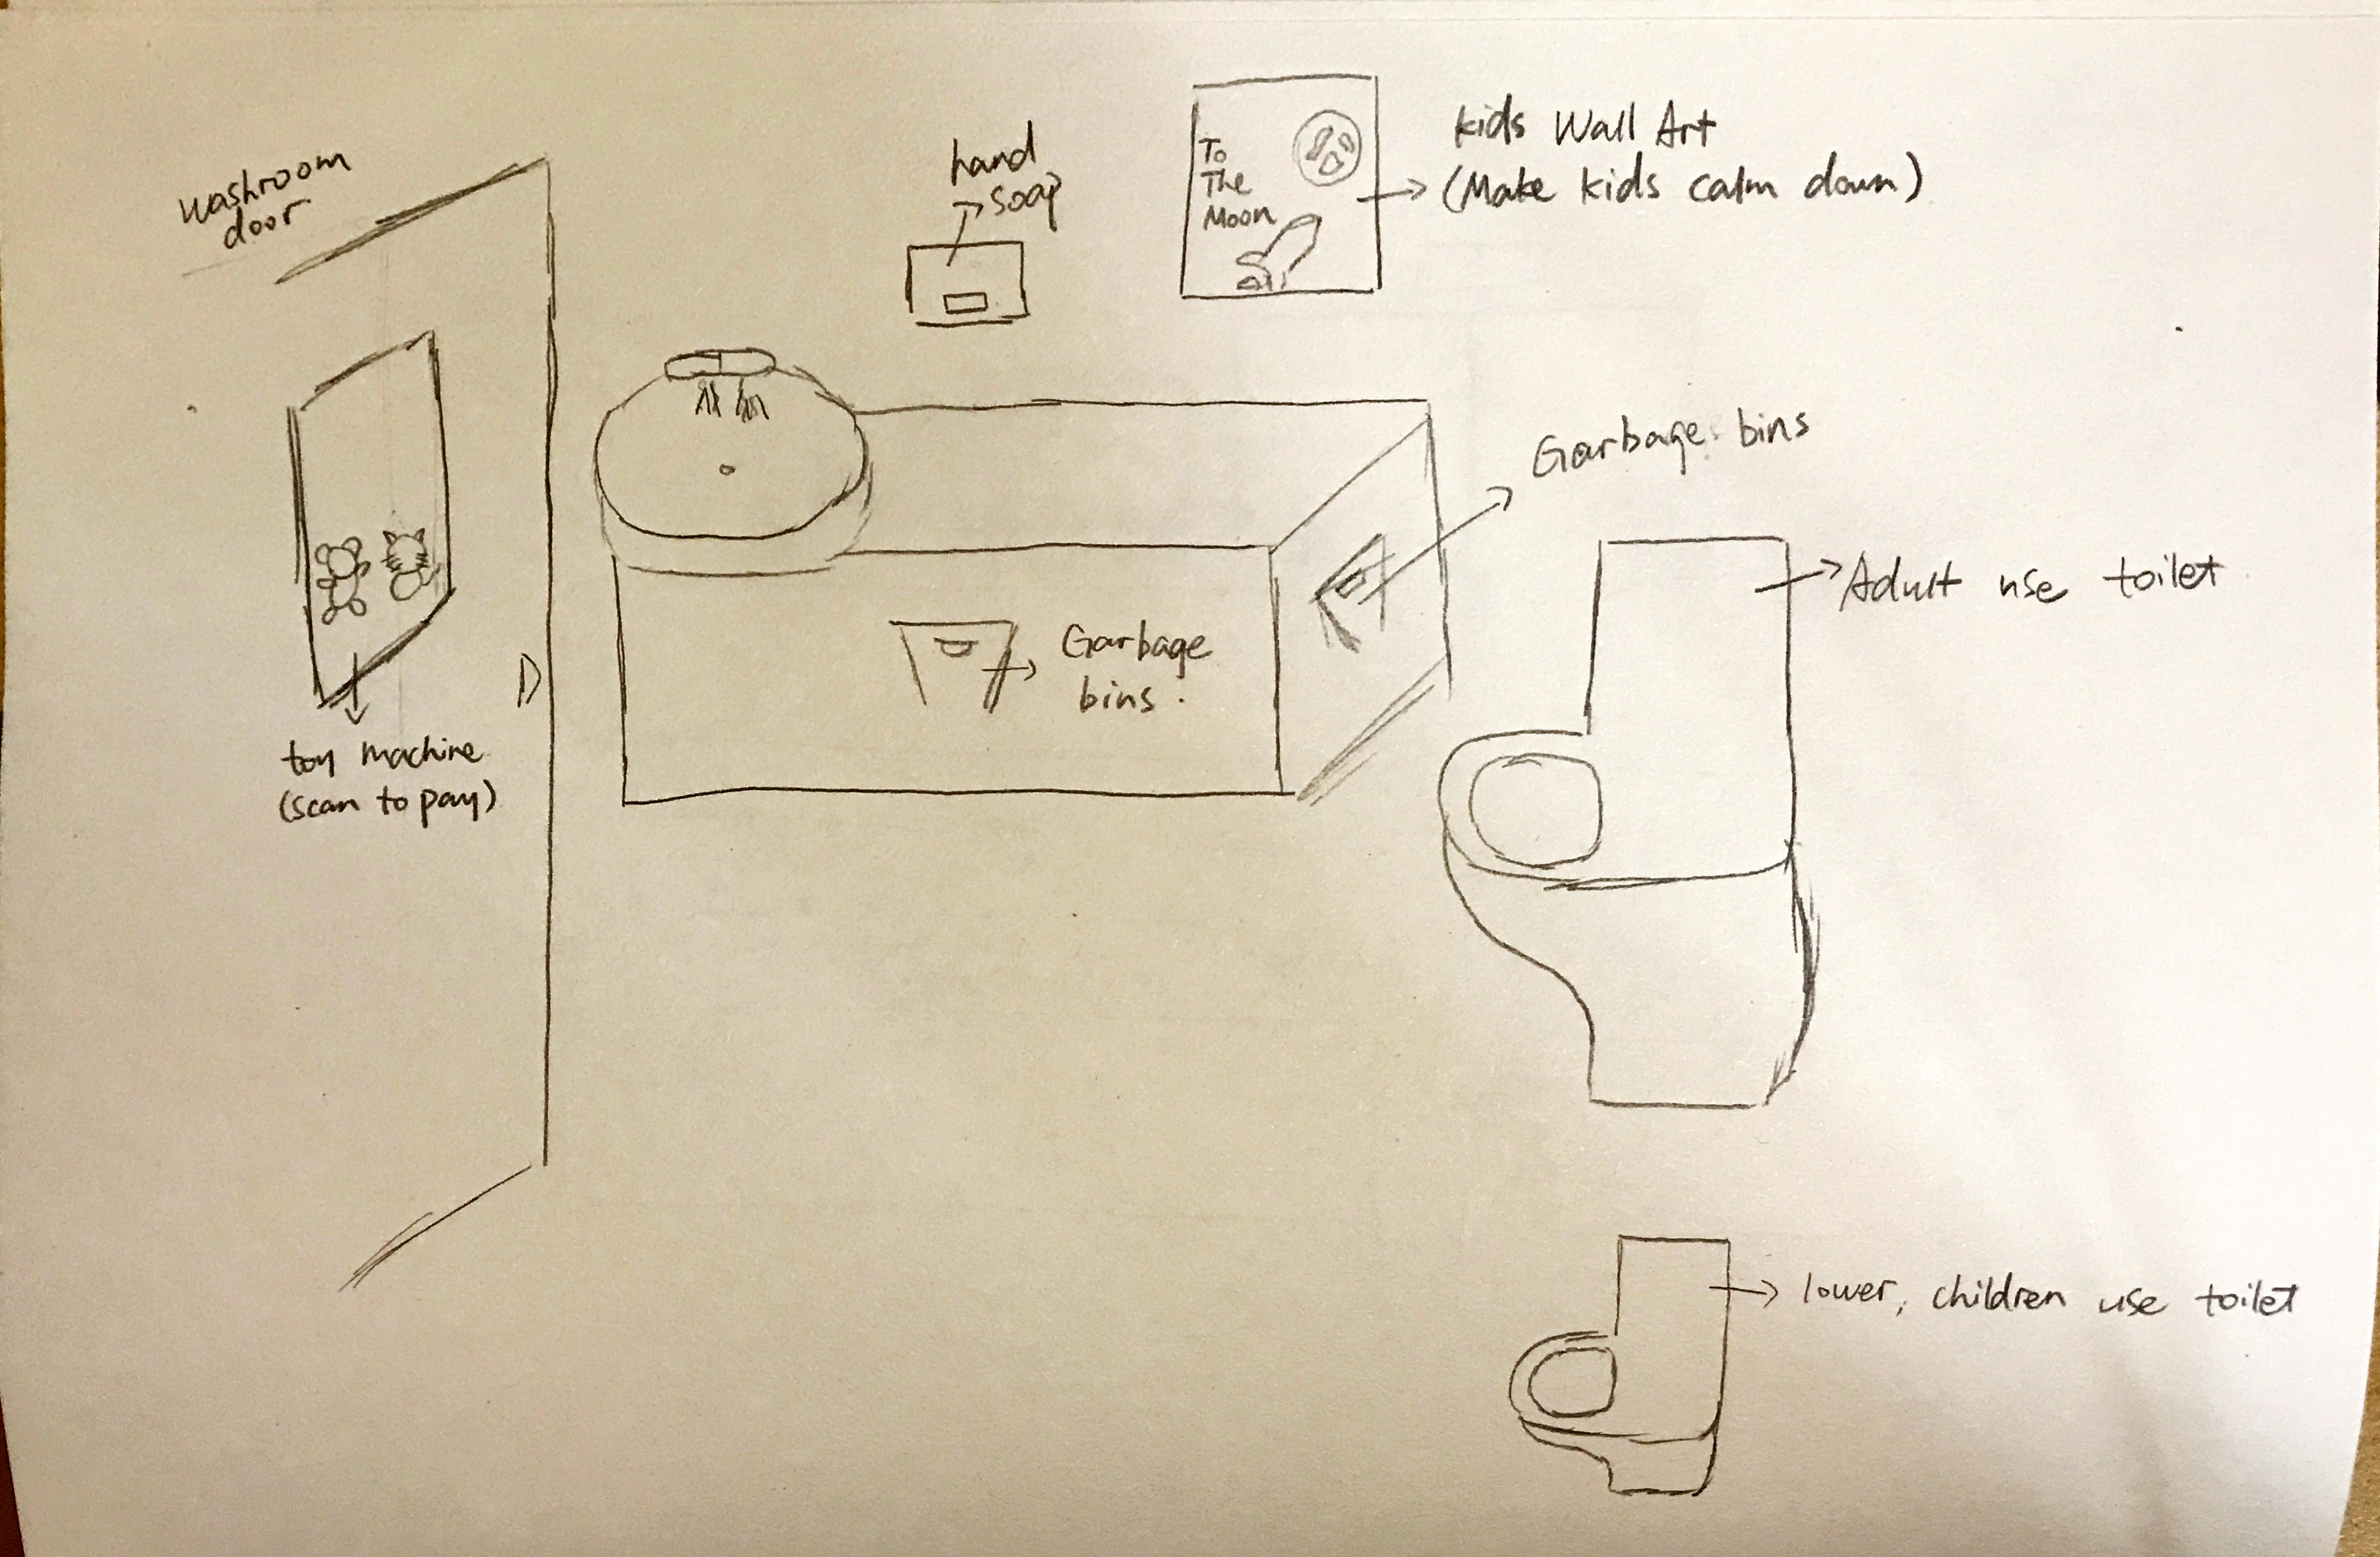 washroom
door
toy machine
(scan to pay)
hand
soap
To
The
Moon
kids Wall Art
(Make kids calm down)
Garbage bins
Garbage
bins.
Adult use toilet
lower, children use toilet